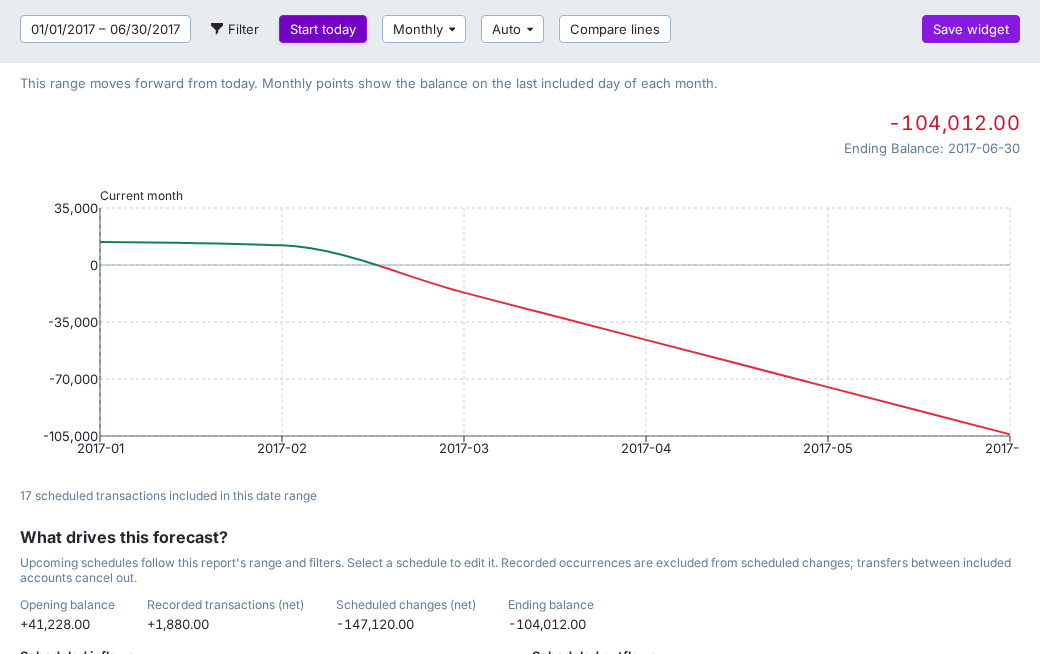 01/01/2017 – 06/30/2017 Filter Start today Monthly Auto Compare lines Save widget
This range moves forward from today. Monthly points show the balance on the last included day of each month.
-104,012.00
Ending Balance: 2017-06-30
Current month
35,000
0
-35,000
-70,000
-105,000
2017-01 2017-02 2017-03 2017-04 2017-05 2017-
17 scheduled transactions included in this date range
What drives this forecast?
Upcoming schedules follow this report's range and filters. Select a schedule to edit it. Recorded occurrences are excluded from scheduled changes; transfers between included
accounts cancel out.
Opening balance Recorded transactions (net) Scheduled changes (net) Ending balance
+41,228.00 +1,880.00 -147,120.00 -104,012.00